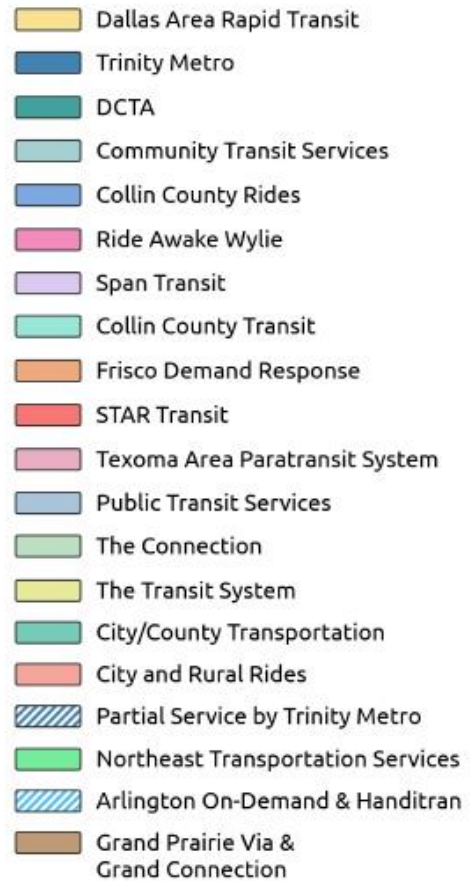 Dallas Area Rapid Transit
Trinity Metro
DCTA
Community Transit Services
Collin County Rides
Ride Awake Wylie
Span Transit
Collin County Transit
Frisco Demand Response
STAR Transit
Texoma Area Paratransit System
Public Transit Services
The Connection
The Transit System
City/County Transportation
City and Rural Rides
Partial Service by Trinity Metro
Northeast Transportation Services
Arlington On-Demand & Handitran
Grand Prairie Via &
Grand Connection